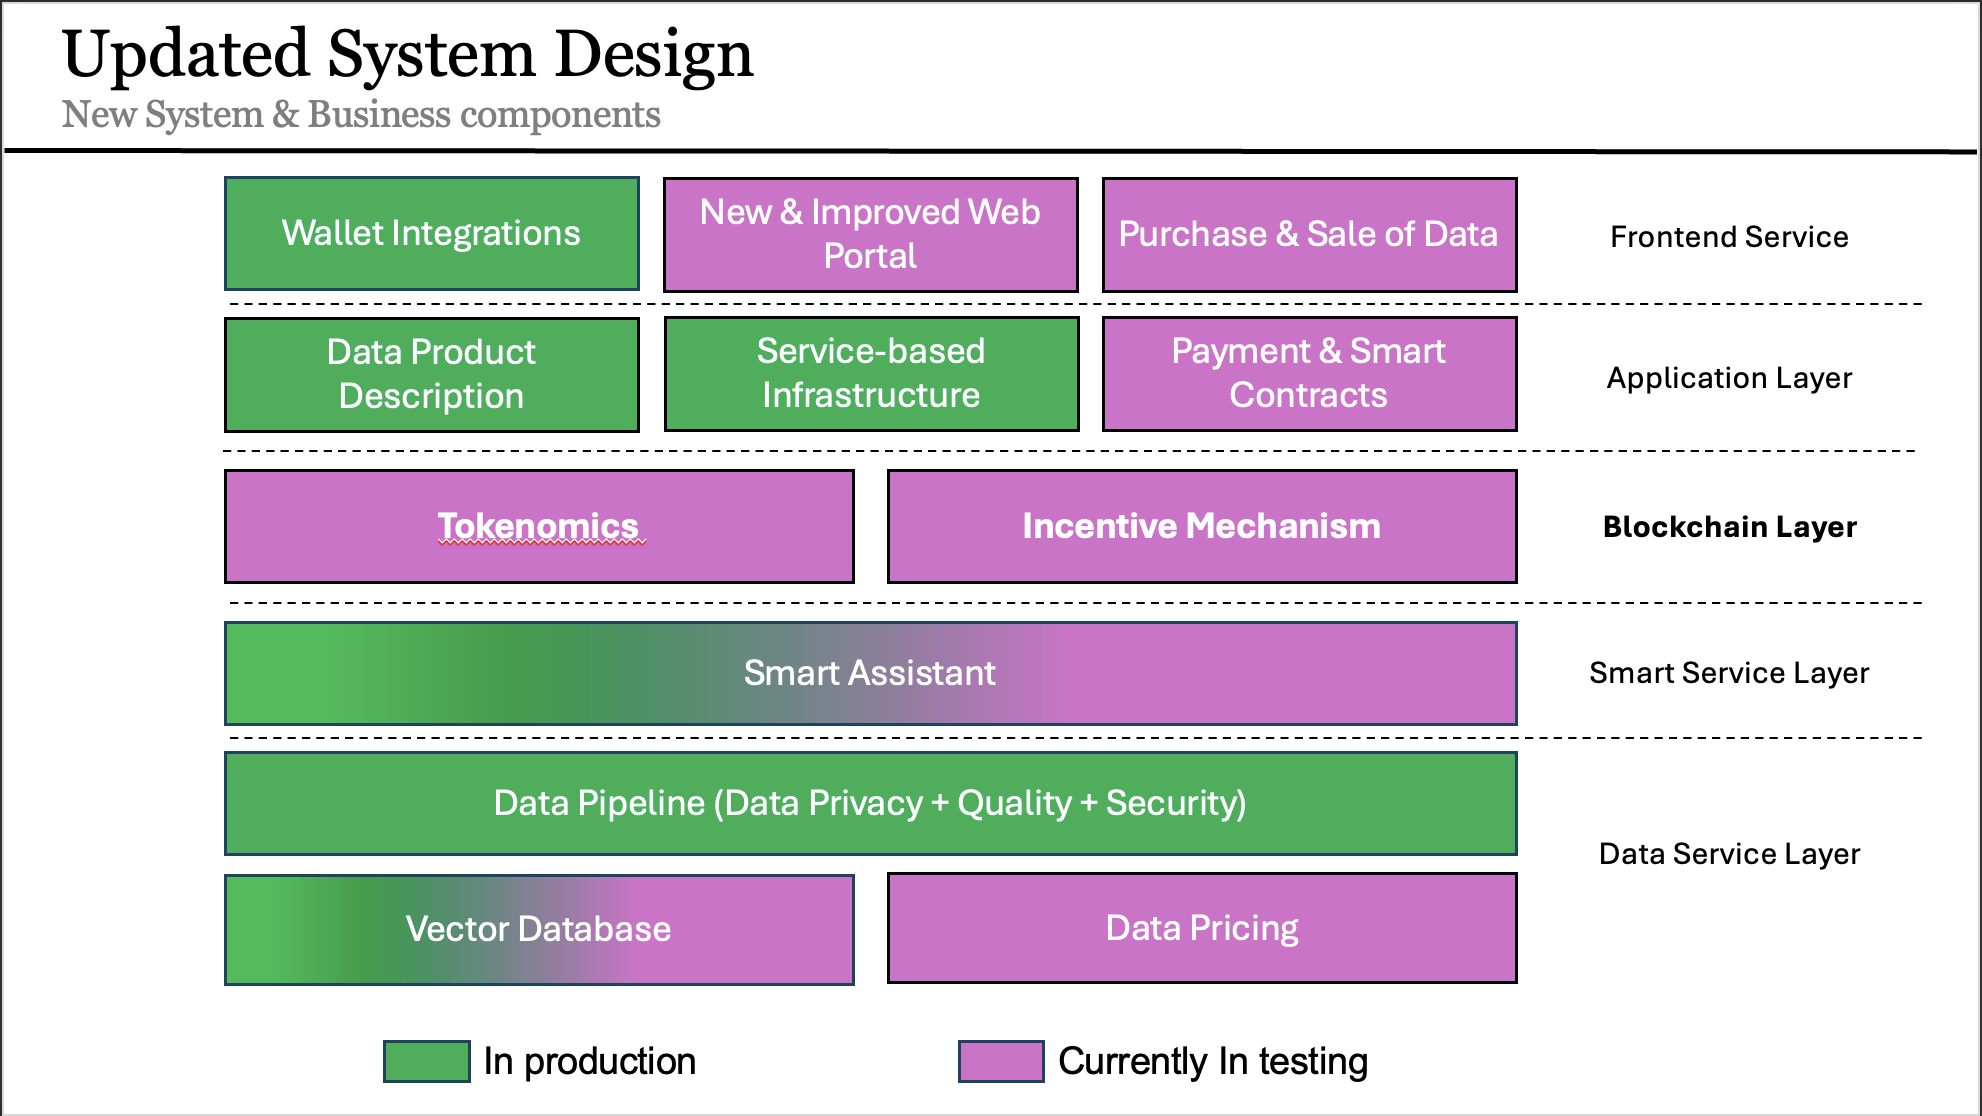 Updated System Design
New System & Business components
Wallet Integrations
New & Improved Web
Portal
Purchase & Sale of Data
Frontend Service
Data Product
Description
Service-based
Infrastructure
Payment & Smart
Contracts
Application Layer
Tokenomics
Incentive Mechanism
Blockchain Layer
Smart Assistant
Smart Service Layer
Data Pipeline (Data Privacy + Quality + Security)
Data Service Layer
Vector Database
Data Pricing
In production
Currently In testing